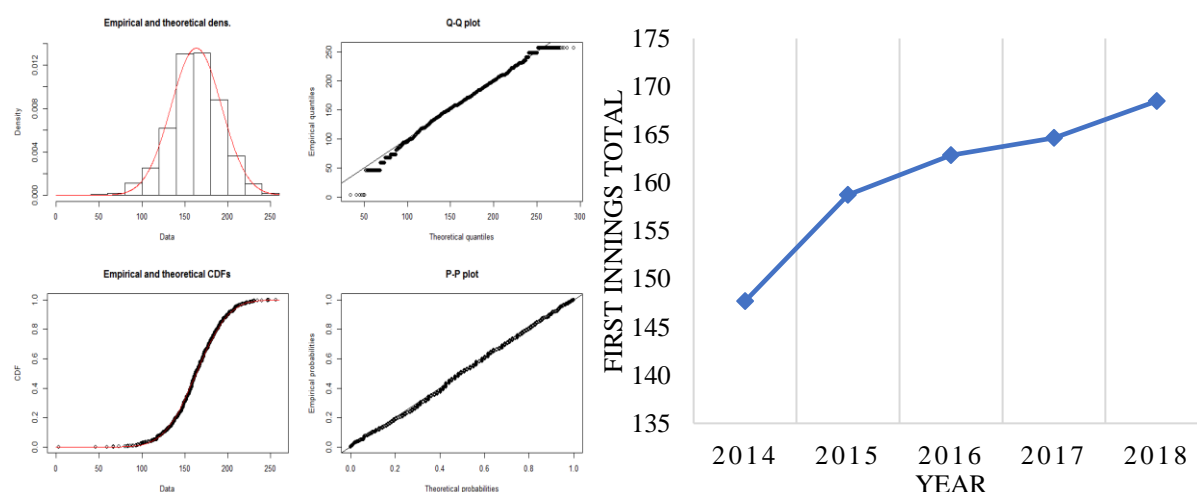 Empirical and theoretical dens.
Density
0.000 0.004 0.008 0.012
0 50 100 150 200 250
Data
Q-Q plot
Empirical quantiles
0 50 100 150 200 250
50 100 150 200 250 300
Theoretical quantiles
Empirical and theoretical CDFs
CDF
0.0 0.2 0.4 0.6 0.8 1.0
0 50 100 150 200 250
Data
P-P plot
Empirical probabilities
0.0 0.2 0.4 0.6 0.8 1.0
0.0 0.2 0.4 0.6 0.8 1.0
Theoretical probabilities
FIRST INNINGS TOTAL
175
170
165
160
155
150
145
140
135
2014 2015 2016 2017 2018
YEAR